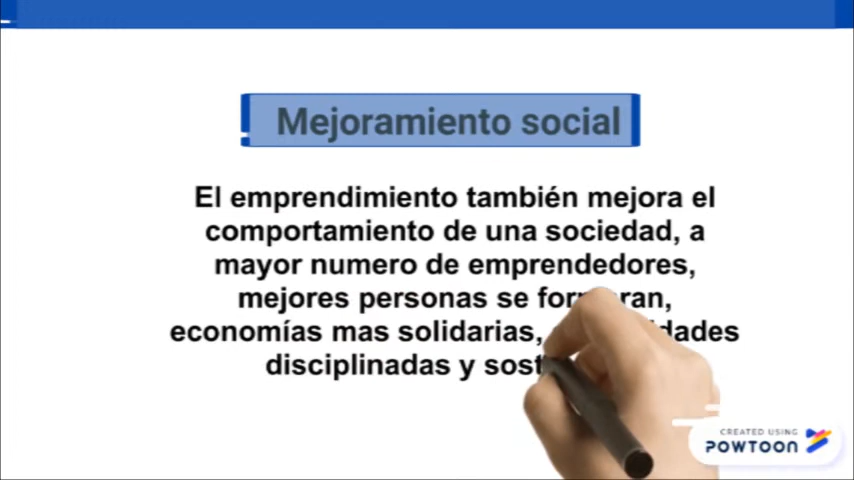 Mejoramiento social
El emprendimiento también mejora el
comportamiento de una sociedad, a
mayor numero de emprendedores,
mejores personas se
economías mas solidarias,
disciplinadas y
CREATED USING
POWTOON